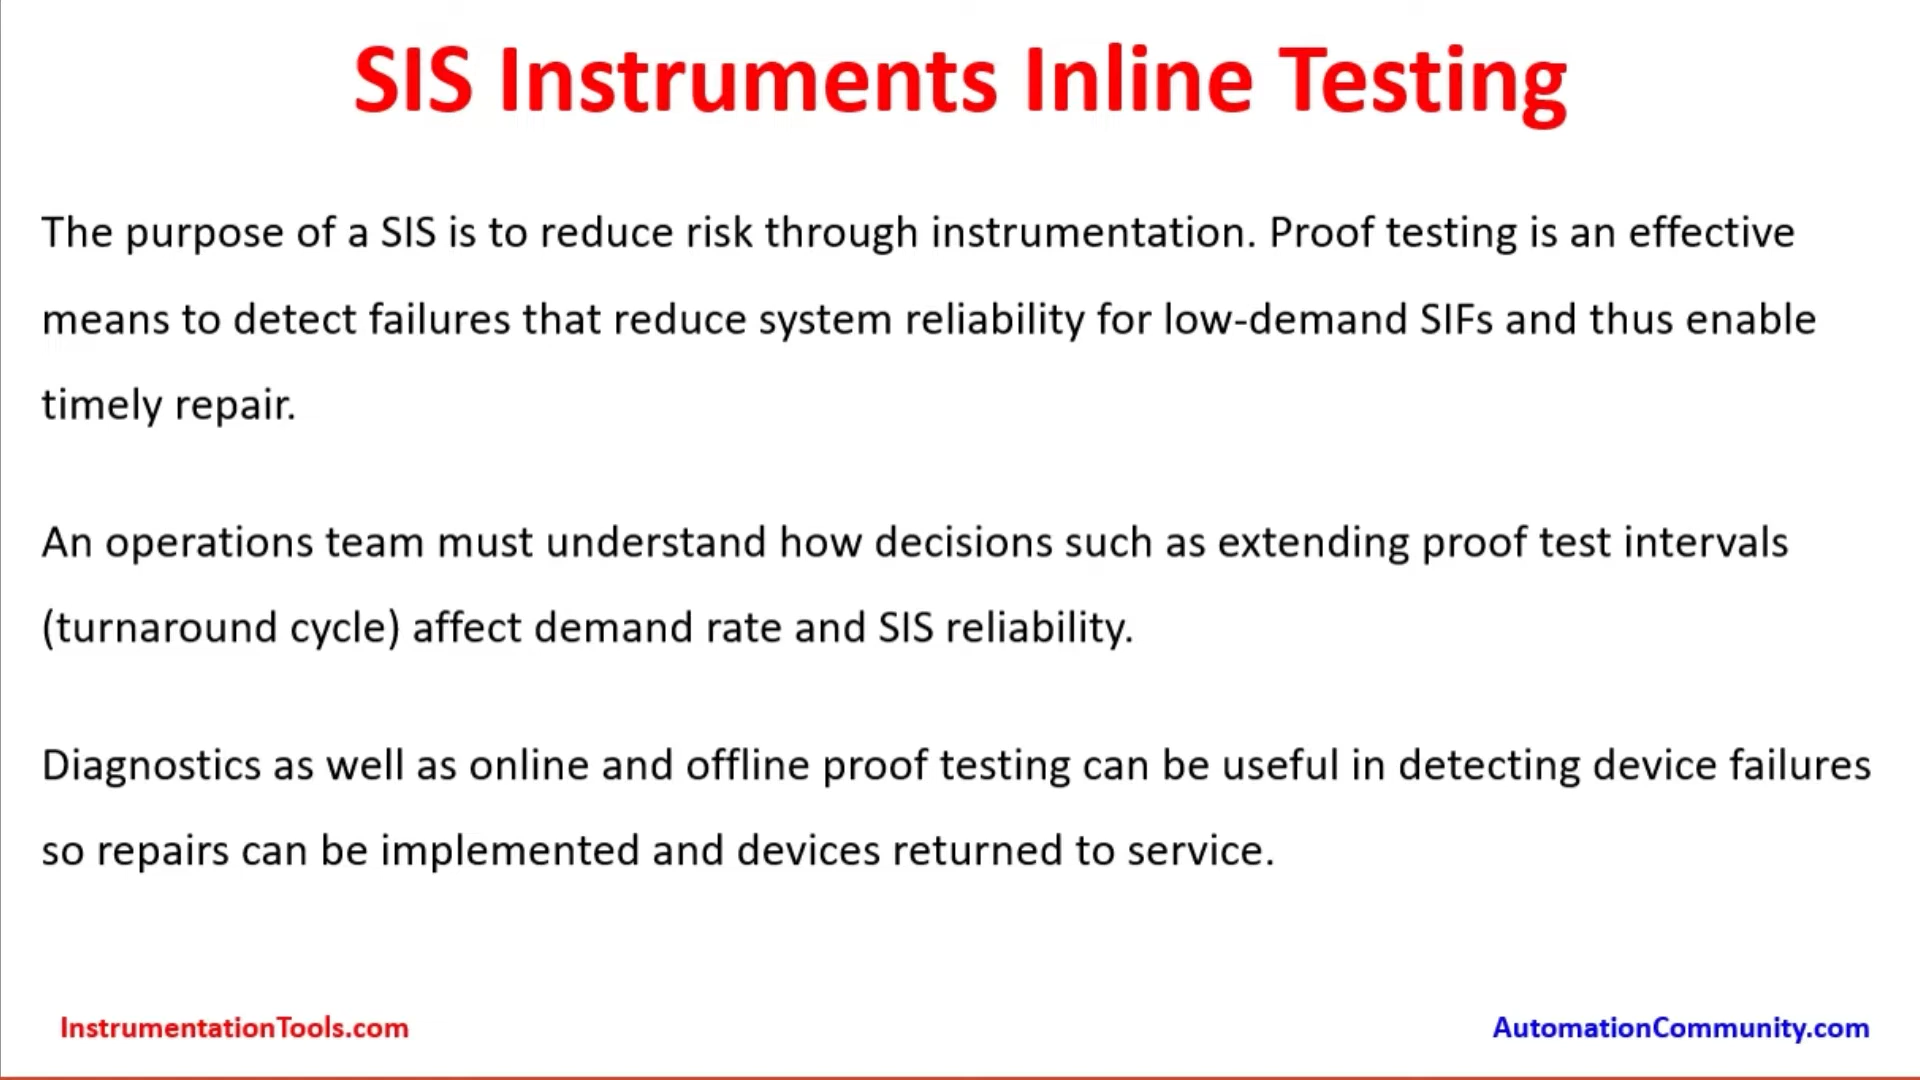 SIS Instruments Inline Testing
The purpose of a SIS is to reduce risk through instrumentation. Proof testing is an effective
means to detect failures that reduce system reliability for low-demand SIFs and thus enable
timely repair.
An operations team must understand how decisions such as extending proof test intervals
(turnaround cycle) affect demand rate and SIS reliability.
Diagnostics as well as online and offline proof testing can be useful in detecting device failures
so repairs can be implemented and devices returned to service.
InstrumentationTools.com
AutomationCommunity.com